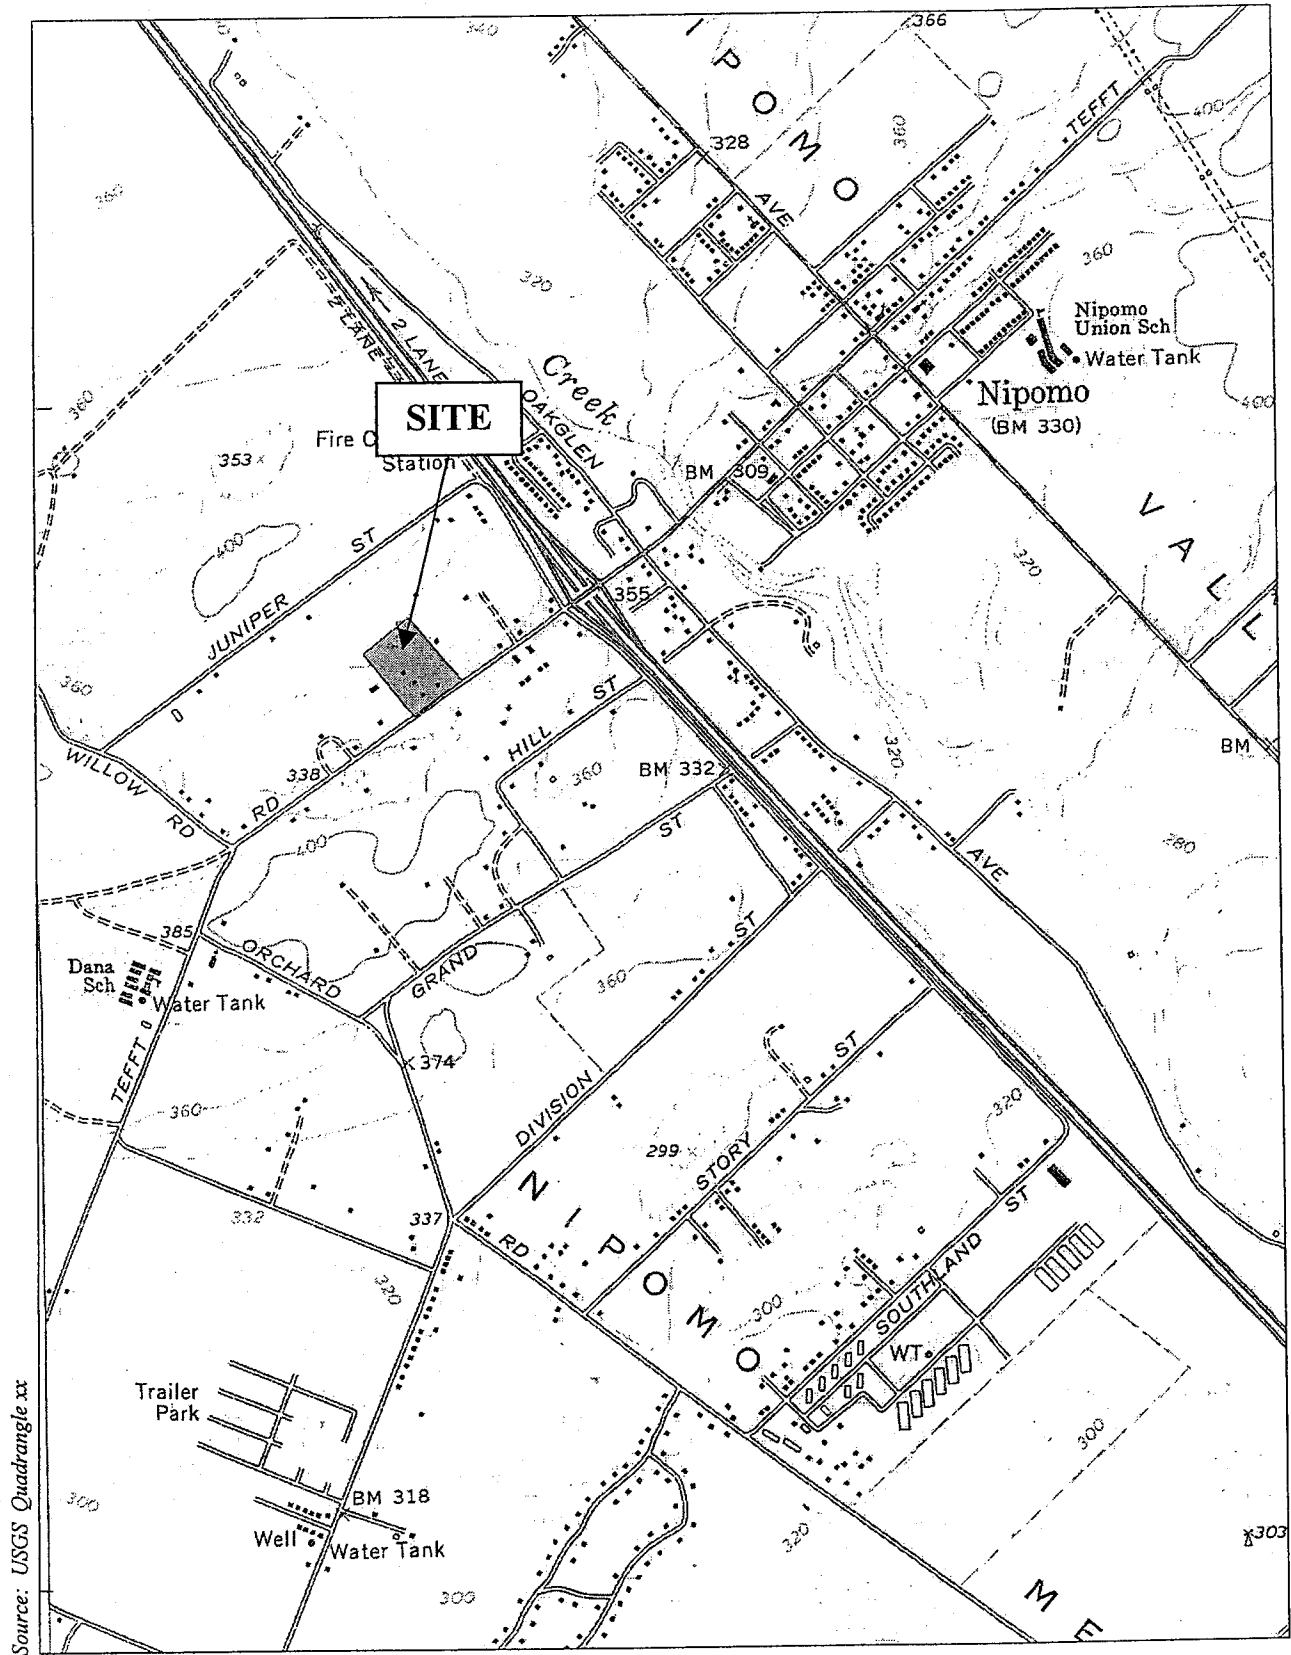 340
366
I
P
O
M
O
328
360
TEFFT
400
360
AVE
320
360
2 LANE
2 LANE
Nipomo
Union Sch
Water Tank
Creek
OAKGLEN
Nipomo
(BM 330)
400
360
SITE
Fire C
Station
353
BM 309
V
A
L
L
400
JUNIPER
ST
320
355
360
WILLOW
RD
HILL
ST
338
RD
360
BM 332
320
BM
ST
400
AVE
280
385
ORCHARD
GRAND
ST
Dana
Sch
Water Tank
360
374
TEFFT
ST
360
DIVISION
320
299
STORY
N
I
P
O
M
O
ST
332
337
RD
320
SOUTHLAND
300
WT
Trailer
Park
300
300
BM 318
Well
Water Tank
320
303
300
M
E
Source: USGS Quadrangle xx